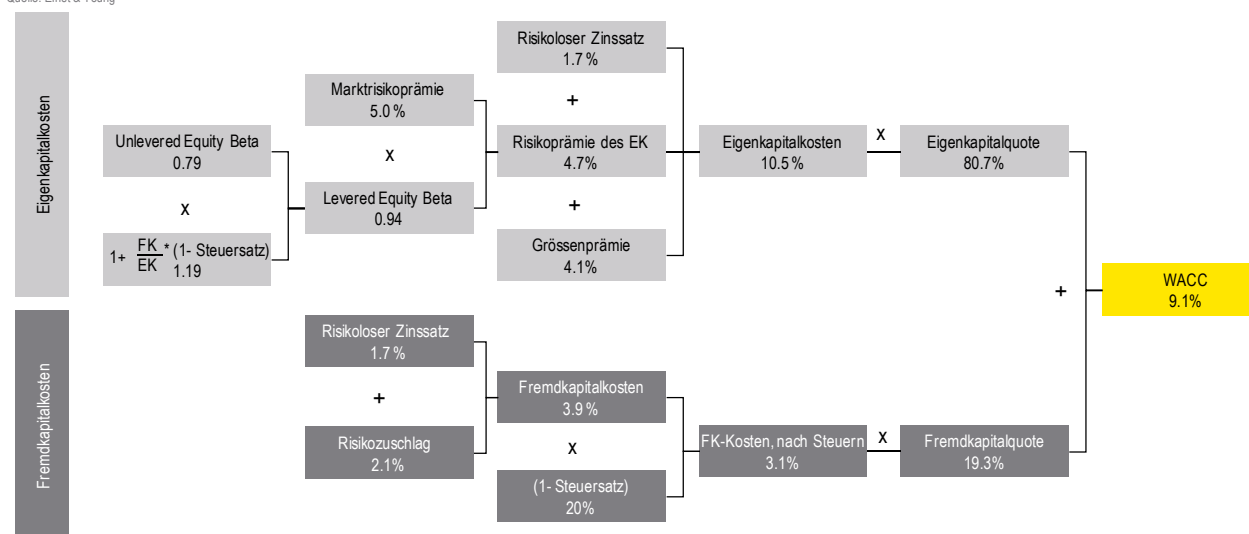 Quelle: Ernst & Young
Eigenkapitalkosten
Unlevered Equity Beta
0.79
x
1+ FK/EK * (1- Steuersatz)
1.19
Marktrisikoprämie
5.0 %
x
Levered Equity Beta
0.94
Risikoloser Zinssatz
1.7 %
+
Risikoprämie des EK
4.7%
+
Grössenprämie
4.1%
Eigenkapitalkosten
10.5 %
x
Eigenkapitalquote
80.7%
+
WACC
9.1%
Fremdkapitalkosten
Risikoloser Zinssatz
1.7 %
+
Risikozuschlag
2.1%
Fremdkapitalkosten
3.9 %
x
(1- Steuersatz)
20%
FK-Kosten, nach Steuern
3.1%
x
Fremdkapitalquote
19.3%